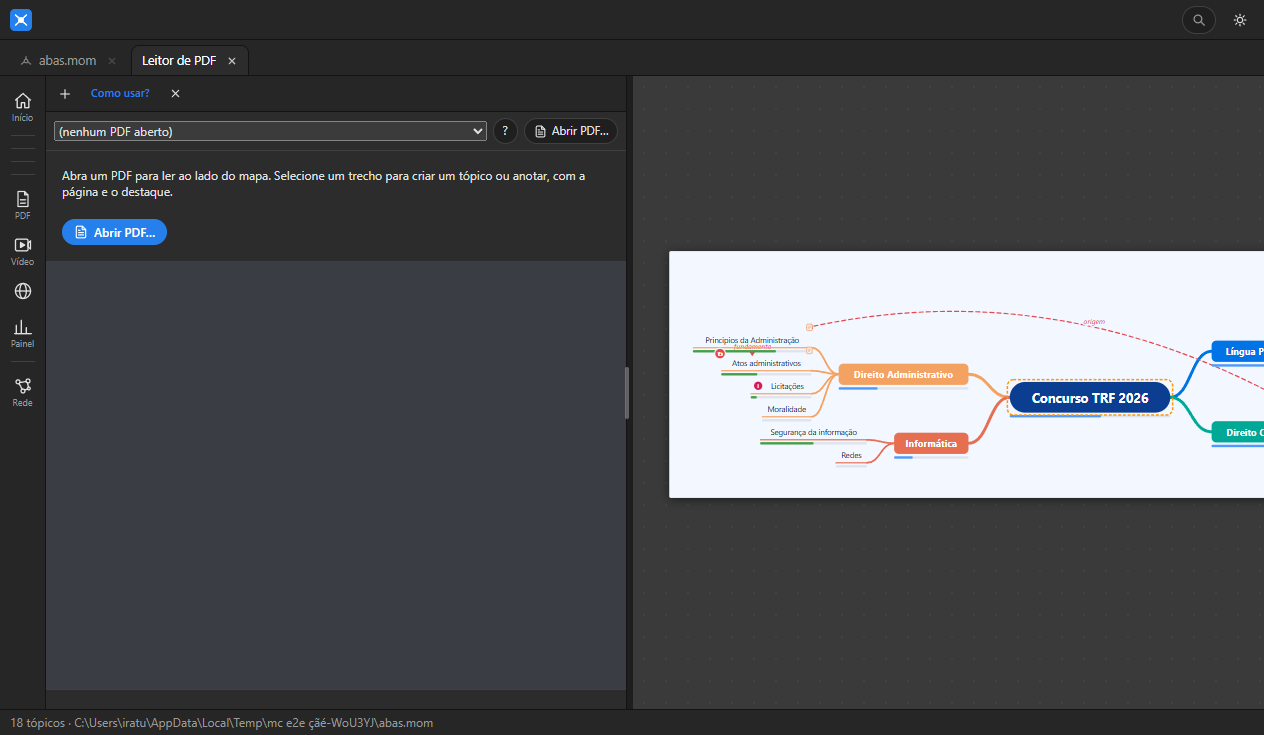 abas.mom
Leitor de PDF
Início
Como usar?
(nenhum PDF aberto)
?
Abrir PDF...
Abra um PDF para ler ao lado do mapa. Selecione um trecho para criar um tópico ou anotar, com a
página e o destaque.
Abrir PDF...
PDF
Vídeo
Painel
Rede
origem
Princípios da Administração
fundamenta
Atos administrativos
Licitações
Moralidade
Direito Administrativo
Segurança da informação
Redes
Informática
Concurso TRF 2026
Língua P
Direito C
18 tópicos · C:\Users\iratu\AppData\Local\Temp\mc e2e çãé-WoU3YJ\abas.mom